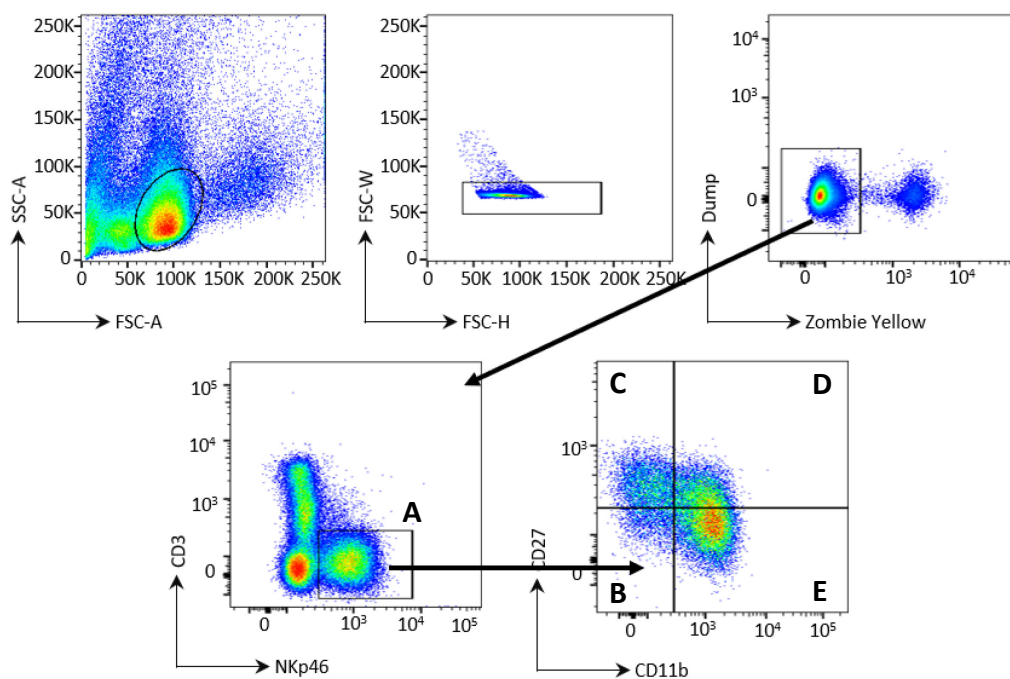 250K
200K
150K
100K
50K
0
0 50K 100K 150K 200K 250K
SSC-A
FSC-A
250K
200K
150K
100K
50K
0
0 50K 100K 150K 200K 250K
FSC-W
FSC-H
10⁴
10³
0
0 10³ 10⁴
Dump
Zombie Yellow
10⁵
10⁴
10³
0
A
0 10³ 10⁴ 10⁵
CD3
NKp46
C D
10³
0
B E
0 10³ 10⁴ 10⁵
CD27
CD11b